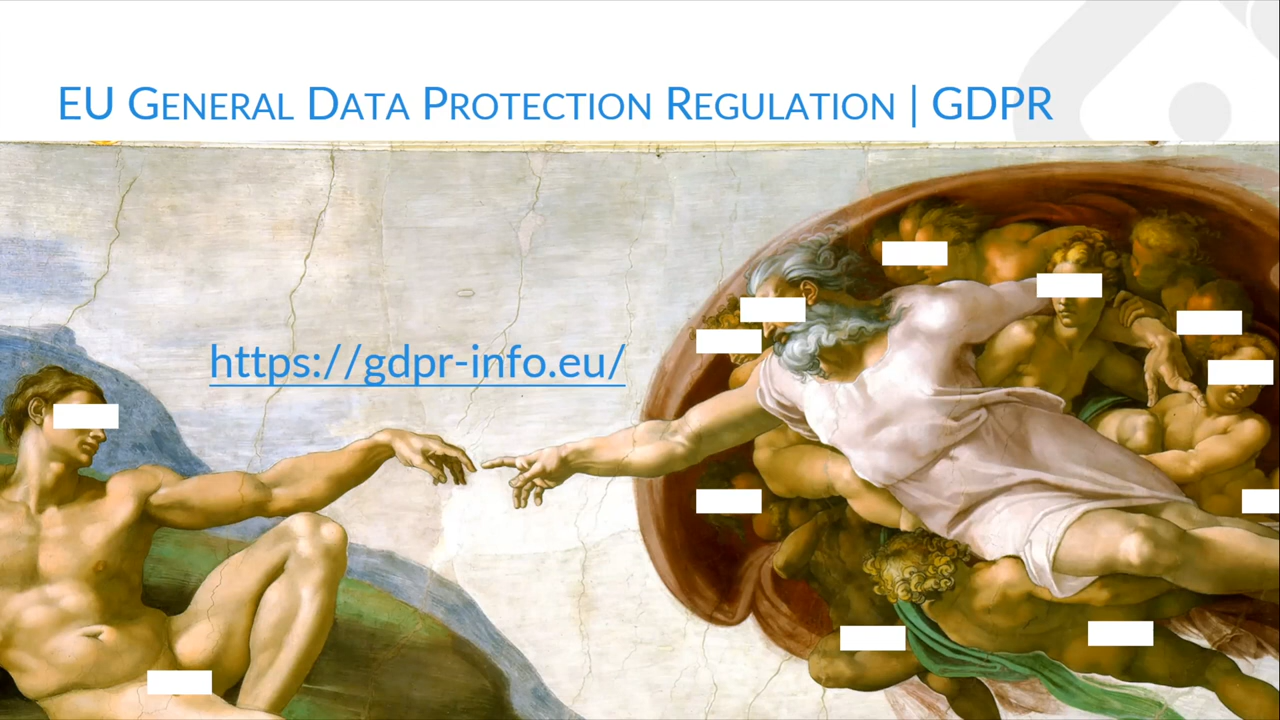 EU General Data Protection Regulation | GDPR
https://gdpr-info.eu/